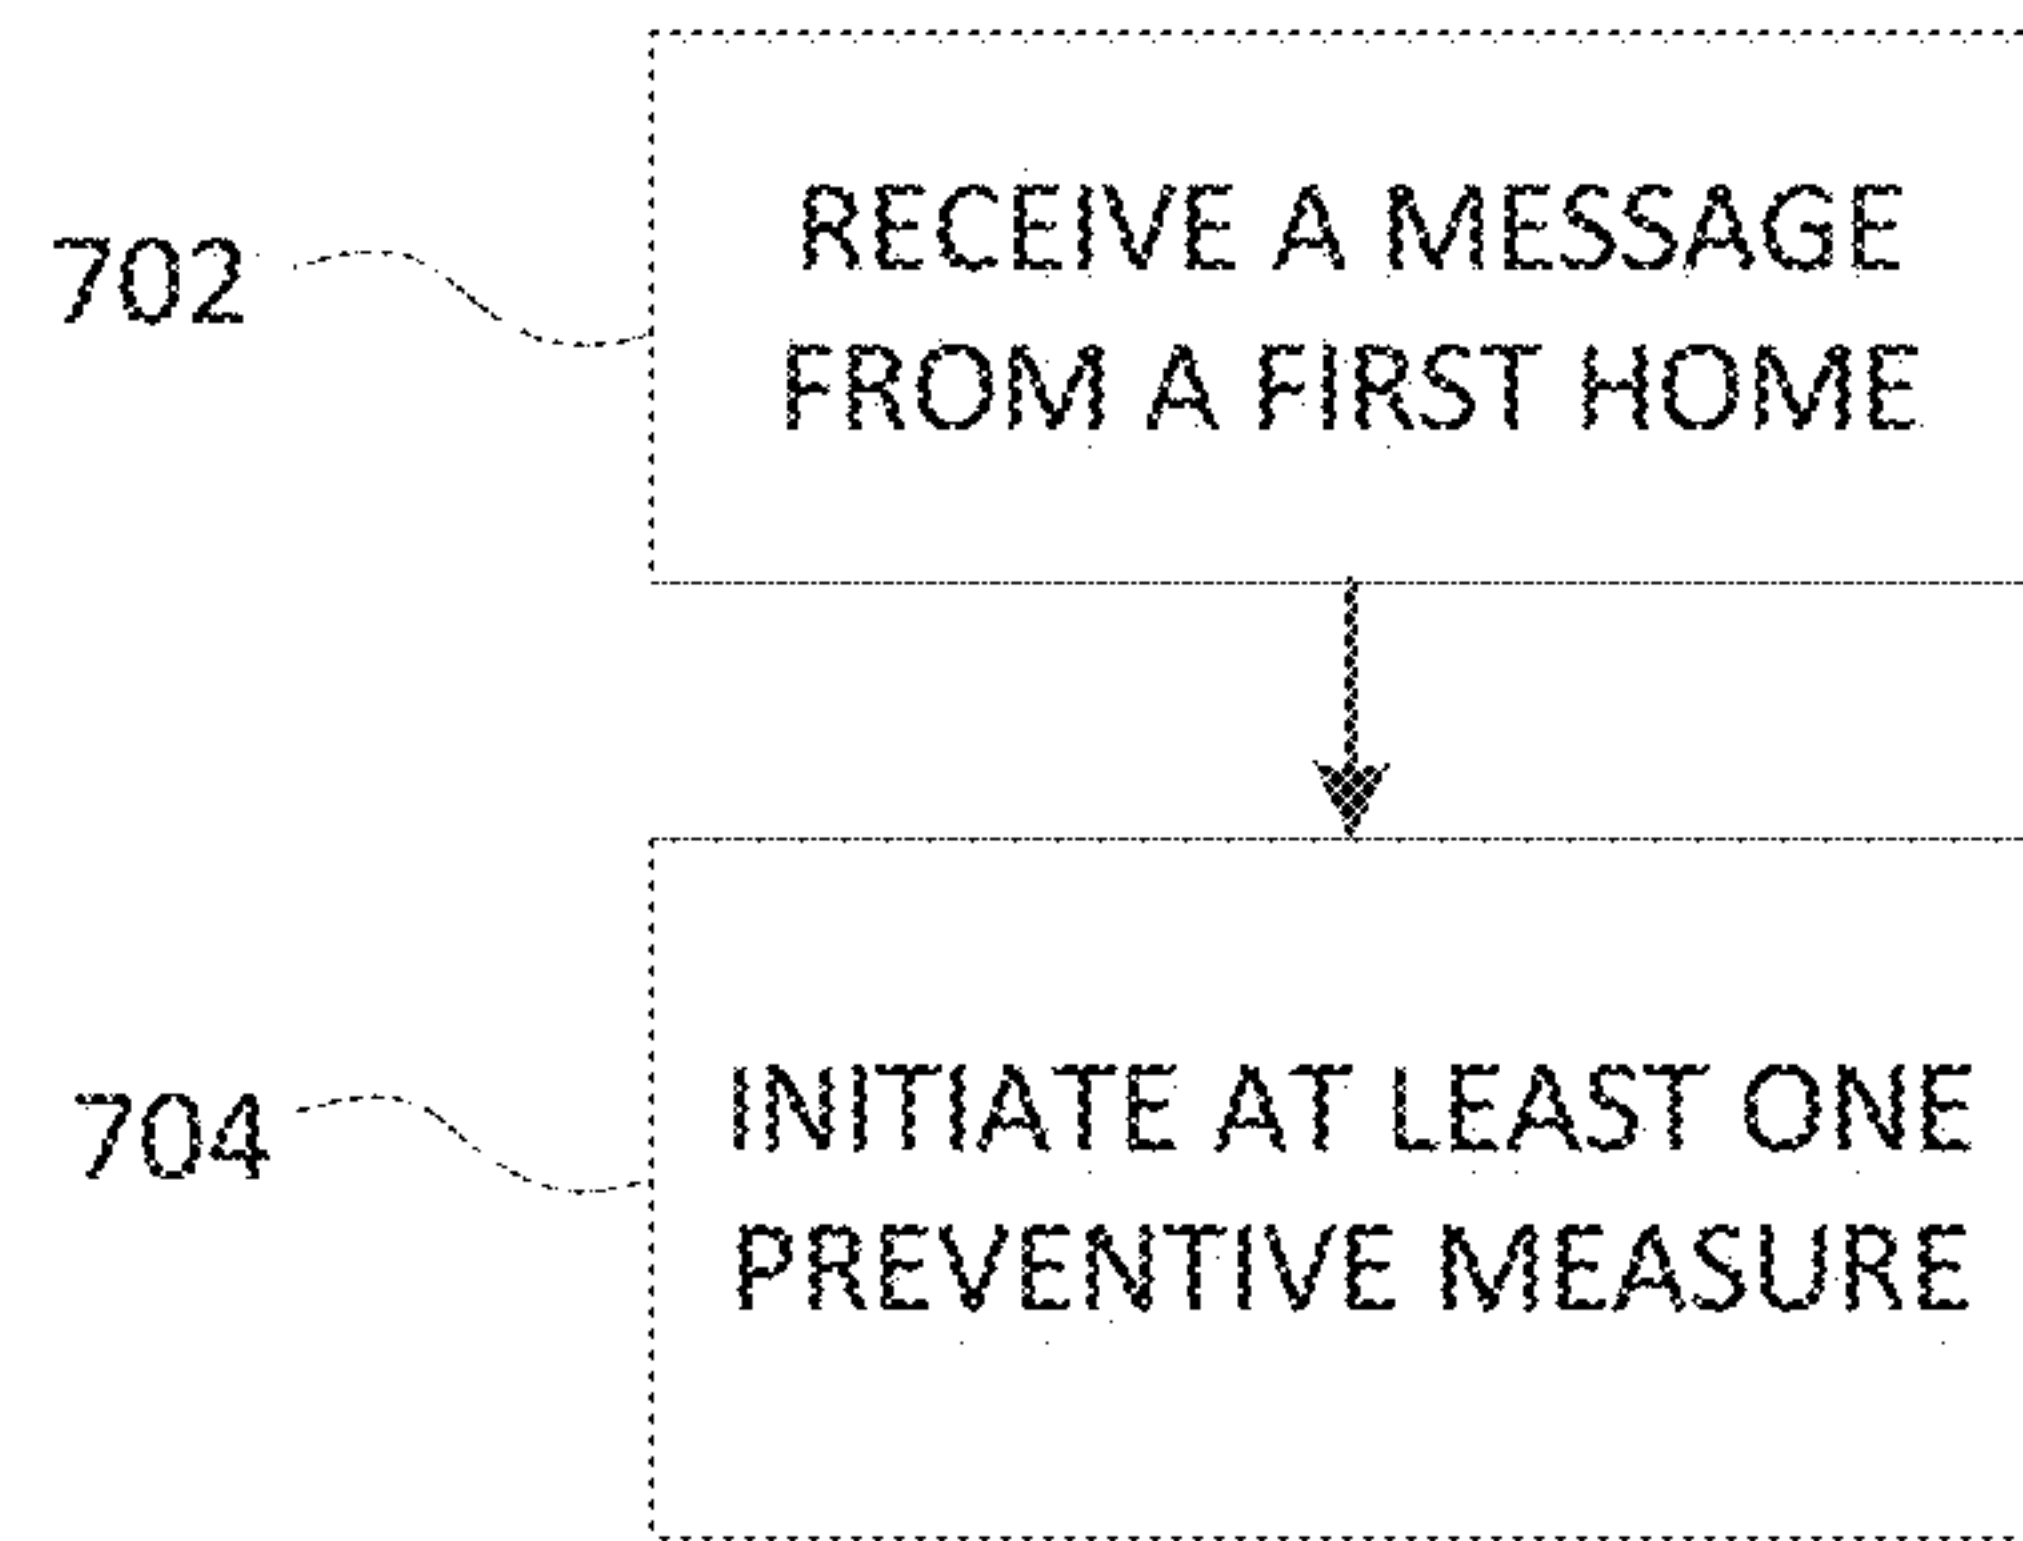 702
RECEIVE A MESSAGE
FROM A FIRST HOME
704
INITIATE AT LEAST ONE
PREVENTIVE MEASURE